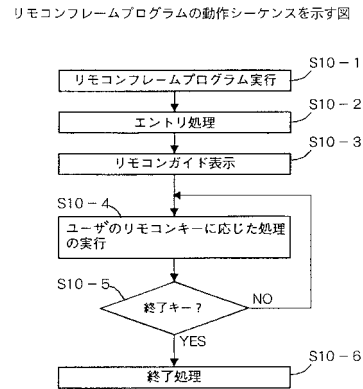 リモコンフレームプログラムの動作シーケンスを示す図
S10-1
リモコンフレームプログラム実行
S10-2
エントリ処理
S10-3
リモコンガイド表示
S10-4
ユーザのリモコンキーに応じた処理
の実行
S10-5
終了キー?
NO
YES
S10-6
終了処理